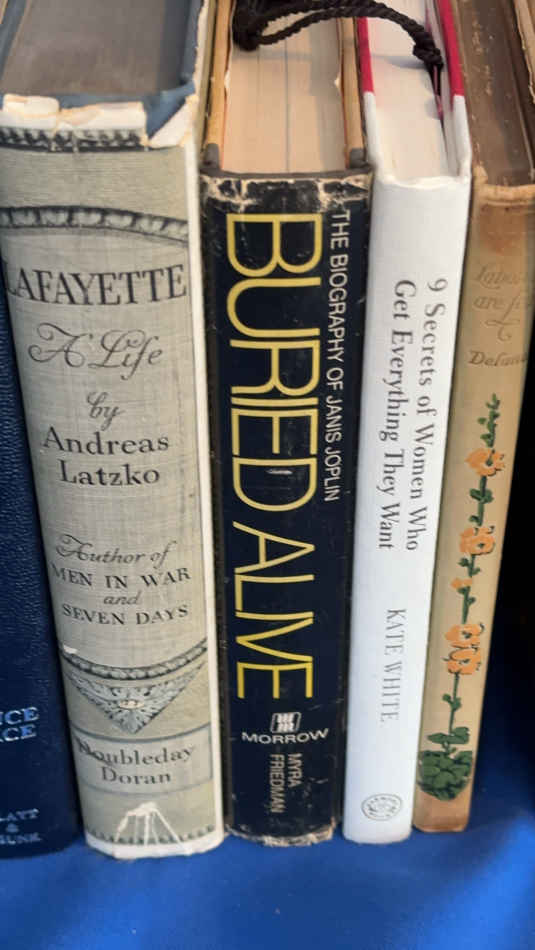 LAFAYETTE
A Life
by
Andreas
Latzko
Author of
MEN IN WAR
and
SEVEN DAYS
Doubleday
Doran
THE BIOGRAPHY OF JANIS JOPLIN
BURIED ALIVE
MORROW
MYRA
FRIEDMAN
9 Secrets of Women Who
Get Everything They Want
KATE WHITE
are